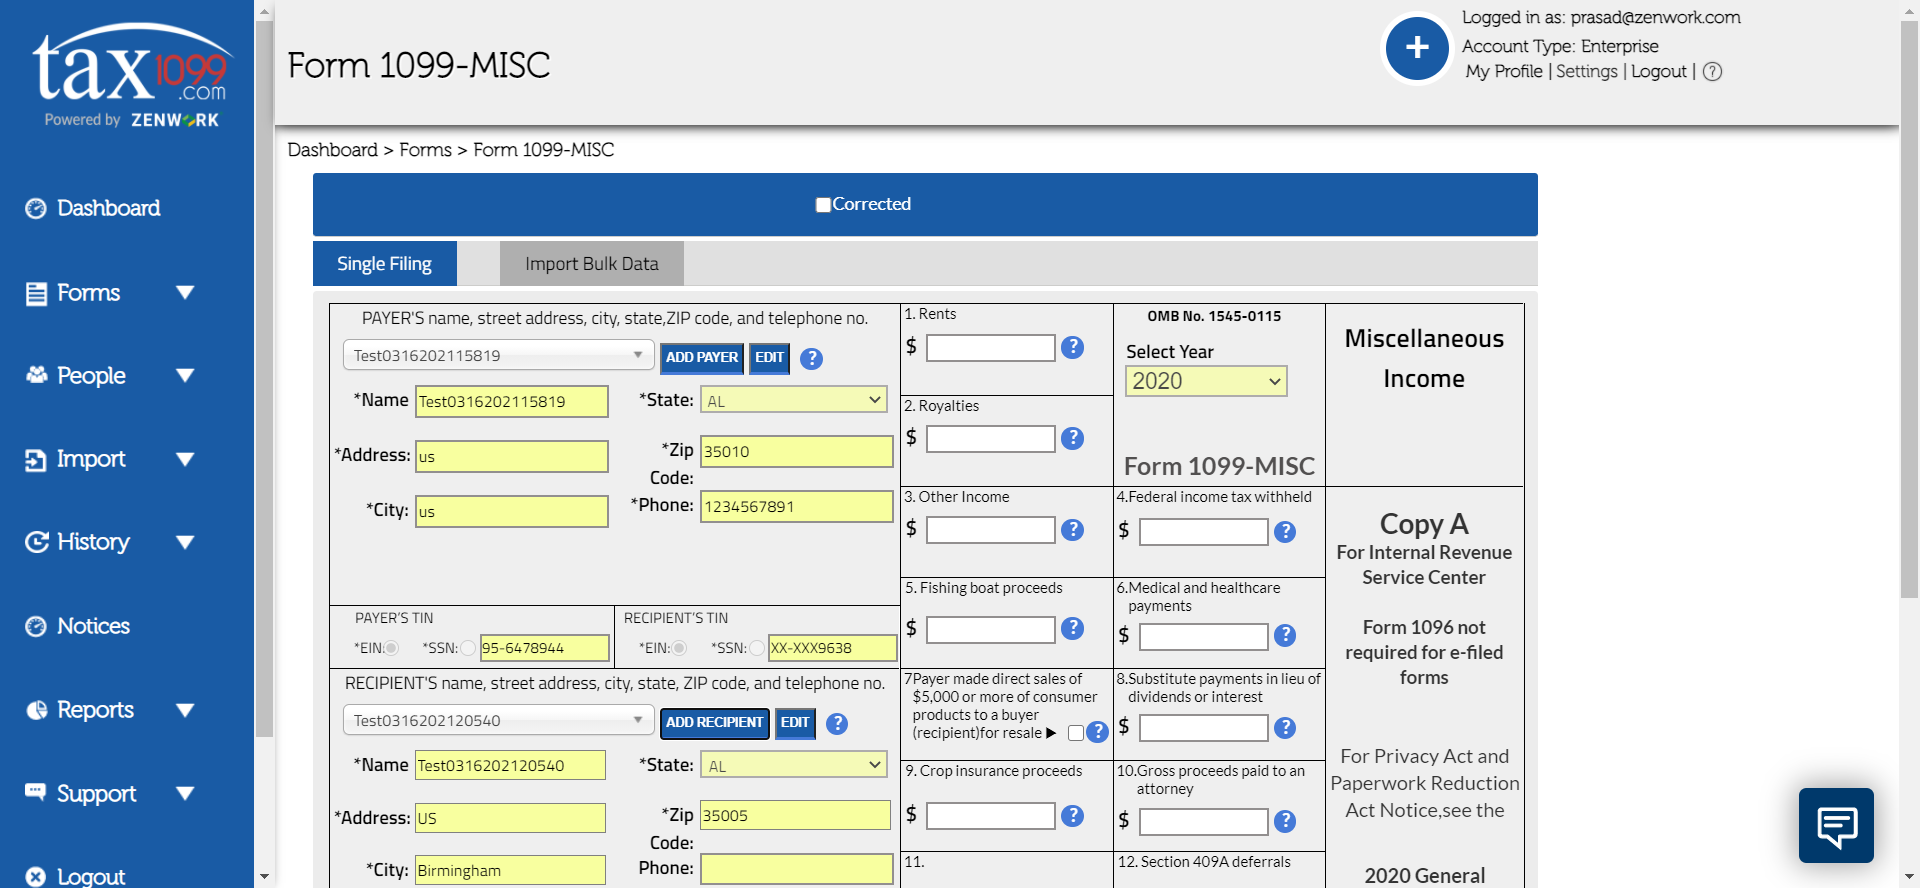 tax1099
.com
Powered by ZENWORK
Dashboard
Forms
People
Import
History
Notices
Reports
Support
Logout
Form 1099-MISC
Logged in as: prasad@zenwork.com
Account Type: Enterprise
My Profile | Settings | Logout | ?
Dashboard > Forms > Form 1099-MISC
Corrected
Single Filing
Import Bulk Data
PAYER'S name, street address, city, state,ZIP code, and telephone no.
Test0316202115819
ADD PAYER
EDIT
?
*Name
Test0316202115819
*State:
AL
*Address:
us
*Zip Code:
35010
*City:
us
*Phone:
1234567891
PAYER'S TIN
*EIN:
*SSN:
95-6478944
RECIPIENT'S TIN
*EIN:
*SSN:
XX-XXX9638
RECIPIENT'S name, street address, city, state, ZIP code, and telephone no.
Test0316202120540
ADD RECIPIENT
EDIT
?
*Name
Test0316202120540
*State:
AL
*Address:
US
*Zip Code:
35005
*City:
Birmingham
Phone:
1. Rents
$
?
2. Royalties
$
?
OMB No. 1545-0115
Select Year
2020
Form 1099-MISC
Miscellaneous
Income
3. Other Income
$
?
4.Federal income tax withheld
$
?
5. Fishing boat proceeds
$
?
6.Medical and healthcare
payments
$
?
7Payer made direct sales of
$5,000 or more of consumer
products to a buyer
(recipient)for resale ▶
?
8.Substitute payments in lieu of
dividends or interest
$
?
9. Crop insurance proceeds
$
?
10.Gross proceeds paid to an
attorney
$
?
11.
12. Section 409A deferrals
Copy A
For Internal Revenue
Service Center
Form 1096 not
required for e-filed
forms
For Privacy Act and
Paperwork Reduction
Act Notice,see the
2020 General